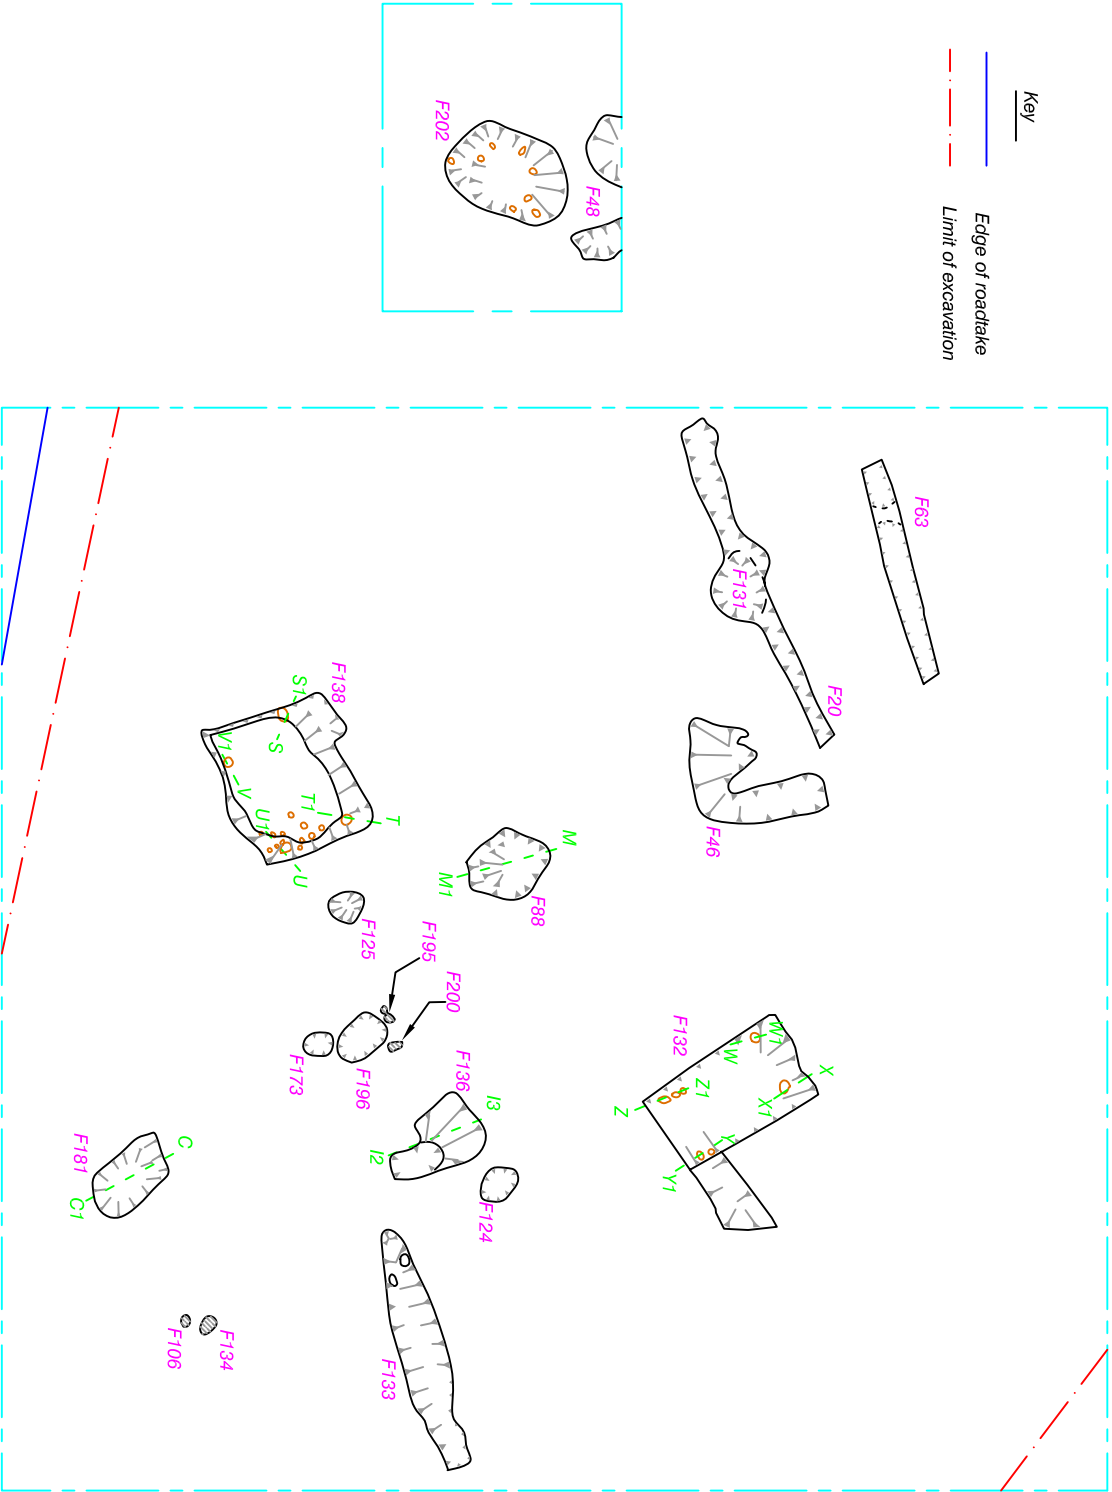 Key
Edge of roadtake
Limit of excavation
F202
F48
F63
F131
F20
F46
F138
S1
S
V1
V
T1
T
U1
U
M
M1
F88
F125
F195
F200
F173
F196
F136
I3
I2
F124
F132
W1
W
X
X1
Z1
Z
Y
Y1
F181
C
C1
F133
F134
F106